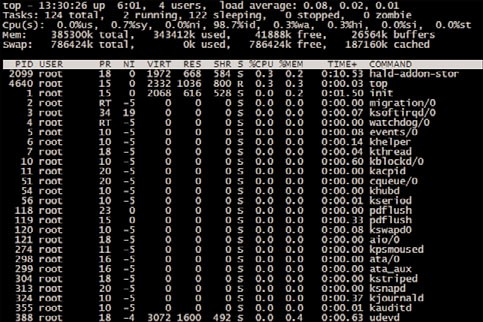 top - 13:30:26 up  6:01,  4 users,  load average: 0.08, 0.02, 0.01
Tasks: 124 total,   2 running, 122 sleeping,   0 stopped,   0 zombie
Cpu(s):  0.0%us,  0.7%sy,  0.0%ni, 98.7%id,  0.3%wa,  0.3%hi,  0.0%si,  0.0%st
Mem:    385300k total,   343412k used,    41888k free,    26564k buffers
Swap:   786424k total,        0k used,   786424k free,   187160k cached
  PID USER      PR  NI  VIRT  RES  SHR S %CPU %MEM    TIME+  COMMAND
 2099 root      18   0  1972  668  584 S  0.3  0.2   0:10.53 hald-addon-stor
 4640 root      15   0  2332 1036  800 R  0.3  0.3   0:00.03 top
    1 root      15   0  2068  616  528 S  0.0  0.2   0:01.50 init
    2 root      RT  -5     0    0    0 S  0.0  0.0   0:00.00 migration/0
    3 root      34  19     0    0    0 S  0.0  0.0   0:00.07 ksoftirqd/0
    4 root      RT  -5     0    0    0 S  0.0  0.0   0:00.00 watchdog/0
    5 root      10  -5     0    0    0 S  0.0  0.0   0:00.08 events/0
    6 root      10  -5     0    0    0 S  0.0  0.0   0:00.14 khelper
    7 root      18  -5     0    0    0 S  0.0  0.0   0:00.04 kthread
   10 root      10  -5     0    0    0 S  0.0  0.0   0:00.60 kblockd/0
   11 root      20  -5     0    0    0 S  0.0  0.0   0:00.00 kacpid
   51 root      20  -5     0    0    0 S  0.0  0.0   0:00.00 cqueue/0
   54 root      10  -5     0    0    0 S  0.0  0.0   0:00.00 khubd
   56 root      10  -5     0    0    0 S  0.0  0.0   0:00.01 kseriod
  118 root      23   0     0    0    0 S  0.0  0.0   0:00.00 pdflush
  119 root      15   0     0    0    0 S  0.0  0.0   0:00.33 pdflush
  120 root      10  -5     0    0    0 S  0.0  0.0   0:00.08 kswapd0
  121 root      18  -5     0    0    0 S  0.0  0.0   0:00.00 aio/0
  274 root      11  -5     0    0    0 S  0.0  0.0   0:00.00 kpsmoused
  298 root      16  -5     0    0    0 S  0.0  0.0   0:00.00 ata/0
  299 root      16  -5     0    0    0 S  0.0  0.0   0:00.00 ata_aux
  304 root      18  -5     0    0    0 S  0.0  0.0   0:00.00 kstriped
  313 root      20  -5     0    0    0 S  0.0  0.0   0:00.00 ksnapd
  324 root      10  -5     0    0    0 S  0.0  0.0   0:00.37 kjournald
  355 root      10  -5     0    0    0 S  0.0  0.0   0:00.01 kauditd
  388 root      18  -4  3072 1600  492 S  0.0  0.4   0:00.63 udevd